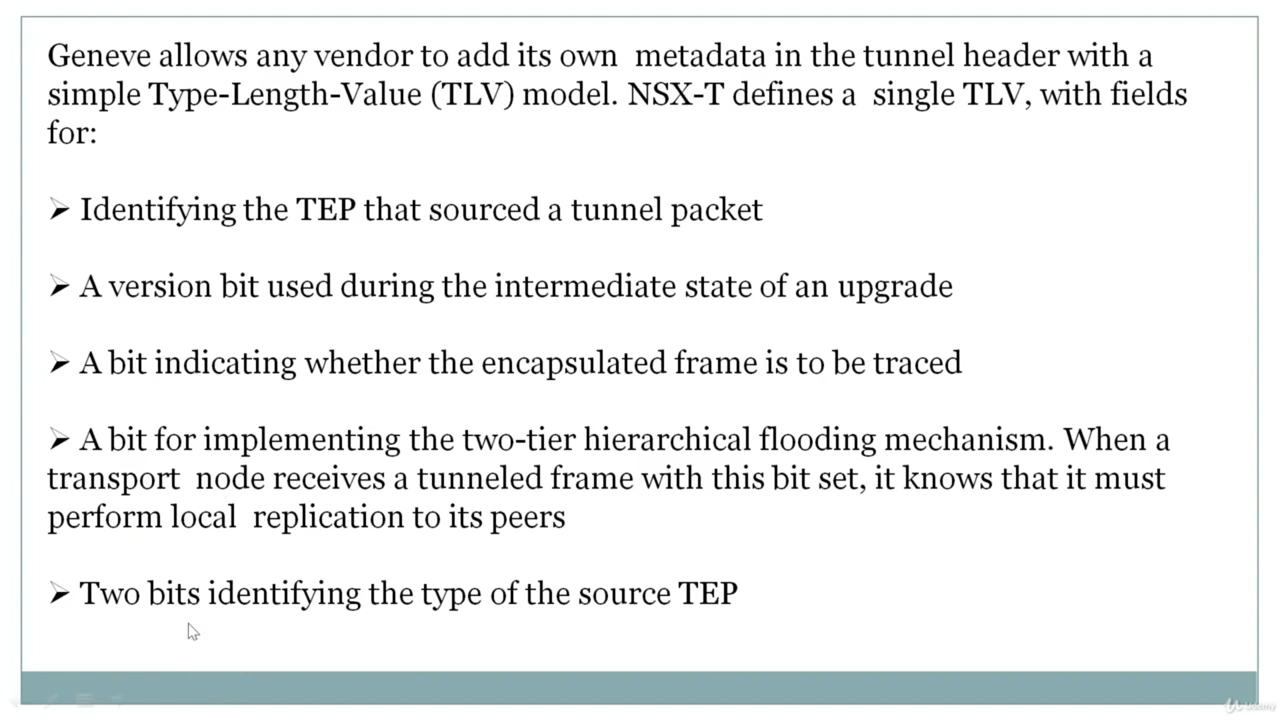 Geneve allows any vendor to add its own metadata in the tunnel header with a
simple Type-Length-Value (TLV) model. NSX-T defines a single TLV, with fields
for:
➢ Identifying the TEP that sourced a tunnel packet
➢ A version bit used during the intermediate state of an upgrade
➢ A bit indicating whether the encapsulated frame is to be traced
➢ A bit for implementing the two-tier hierarchical flooding mechanism. When a
transport node receives a tunneled frame with this bit set, it knows that it must
perform local replication to its peers
➢ Two bits identifying the type of the source TEP
Udemy